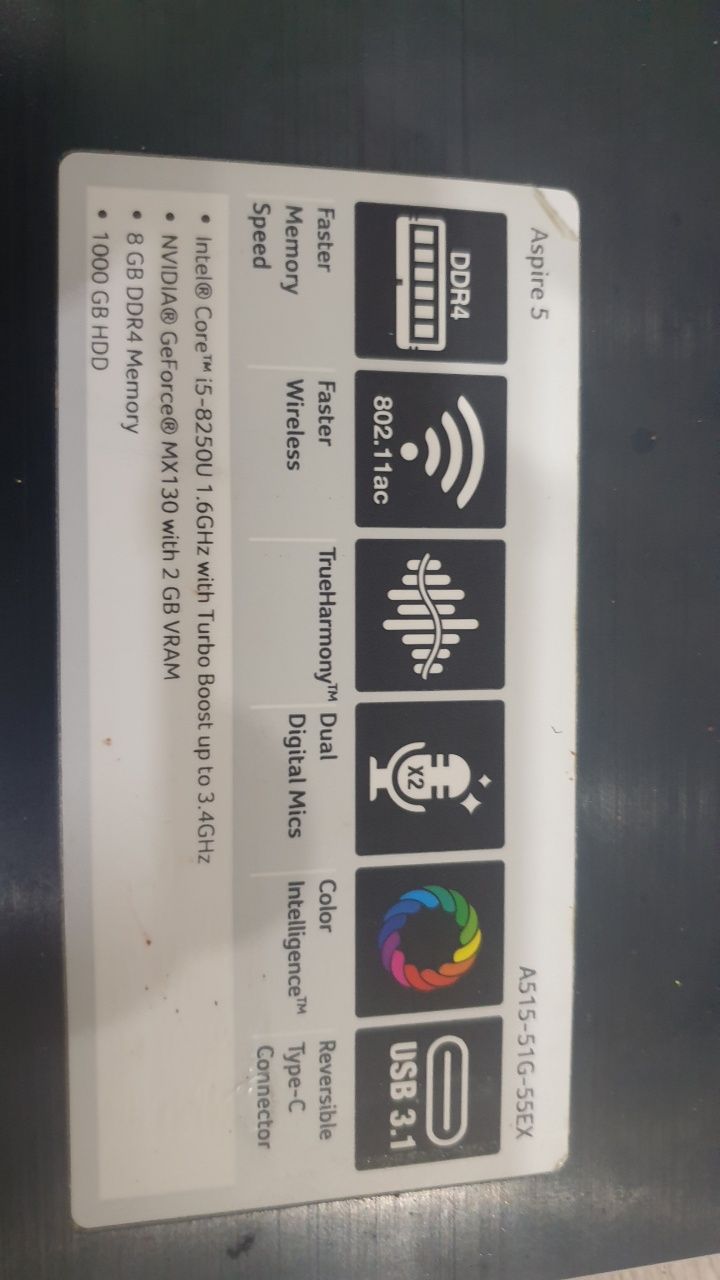 Aspire 5
A515-51G-55EX
DDR4
802.11ac
X2
USB 3.1
Faster
Memory
Speed
Faster
Wireless
TrueHarmony™
Dual
Digital Mics
Color
Intelligence™
Reversible
Type-C
Connector
• Intel® Core™ i5-8250U 1.6GHz with Turbo Boost up to 3.4GHz
• NVIDIA® GeForce® MX130 with 2 GB VRAM
• 8 GB DDR4 Memory
• 1000 GB HDD